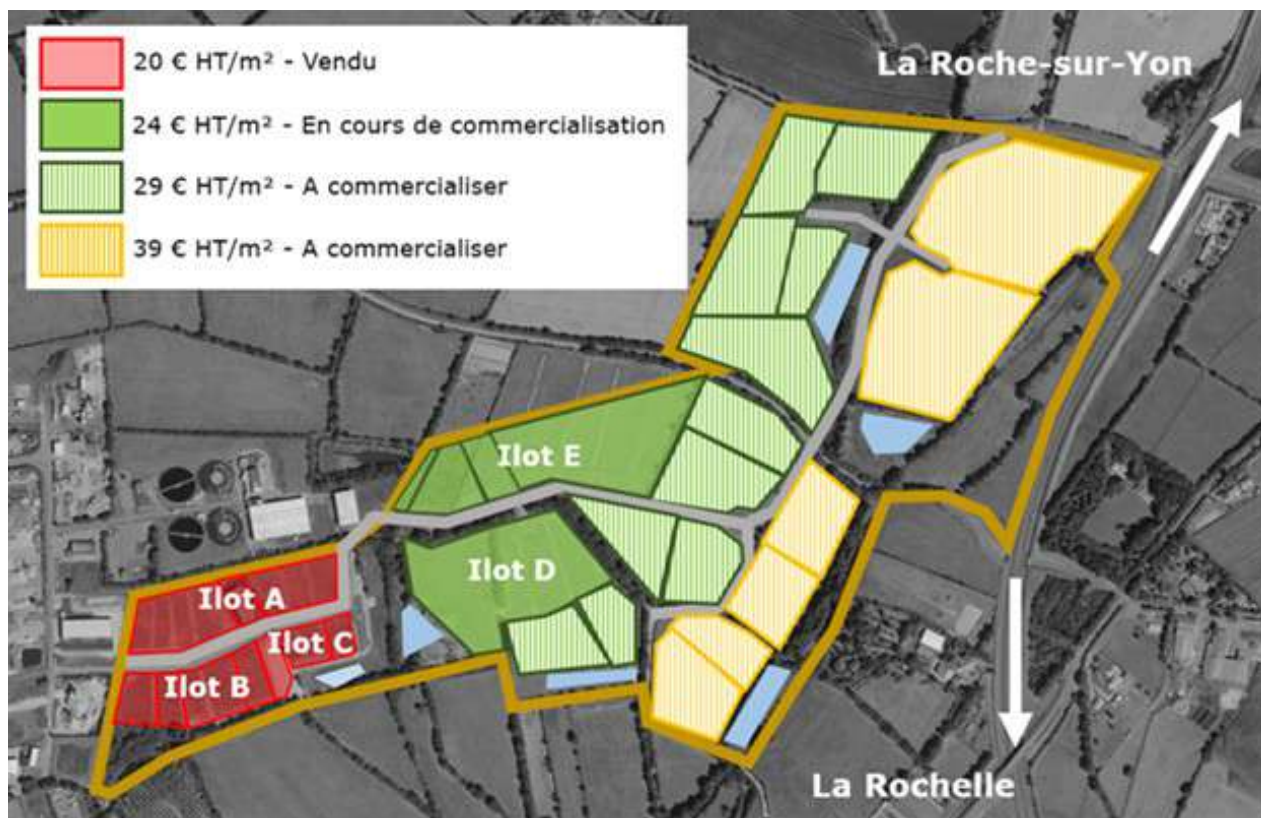 20 € HT/m² - Vendu
24 € HT/m² - En cours de commercialisation
29 € HT/m² - A commercialiser
39 € HT/m² - A commercialiser
La Roche-sur-Yon
Ilot E
Ilot D
Ilot A
Ilot C
Ilot B
La Rochelle